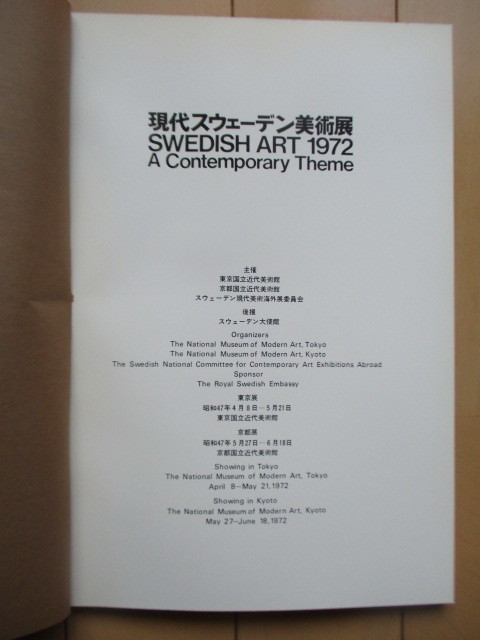 現代スウェーデン美術展
SWEDISH ART 1972
A Contemporary Theme
主催
東京国立近代美術館
京都国立近代美術館
スウェーデン現代美術海外展委員会
後援
スウェーデン大使館
Organizers
The National Museum of Modern Art, Tokyo
The National Museum of Modern Art, Kyoto
The Swedish National Committee for Contemporary Art Exhibitions Abroad
Sponsor
The Royal Swedish Embassy
東京展
昭和47年4月8日—5月21日
東京国立近代美術館
京都展
昭和47年5月27日—6月18日
京都国立近代美術館
Showing in Tokyo
The National Museum of Modern Art, Tokyo
April 8—May 21, 1972
Showing in Kyoto
The National Museum of Modern Art, Kyoto
May 27—June 18, 1972